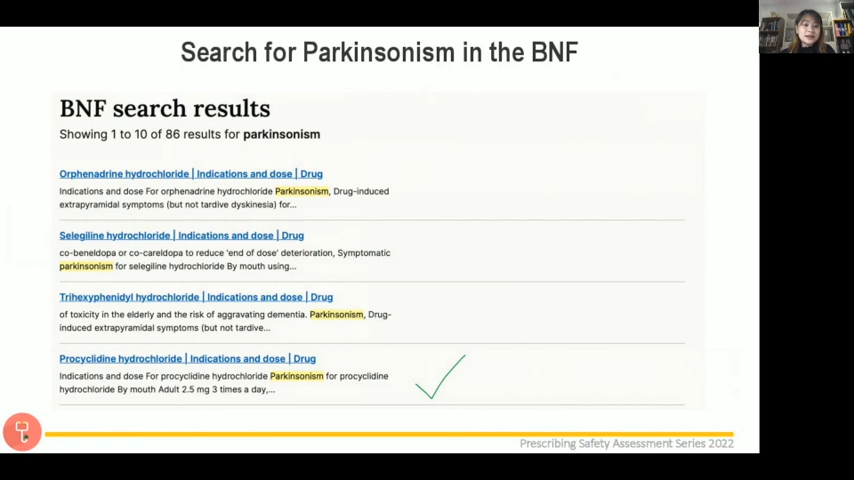 Search for Parkinsonism in the BNF
BNF search results
Showing 1 to 10 of 86 results for parkinsonism
Orphenadrine hydrochloride | Indications and dose | Drug
Indications and dose For orphenadrine hydrochloride Parkinsonism, Drug-induced
extrapyramidal symptoms (but not tardive dyskinesia) for...
Selegiline hydrochloride | Indications and dose | Drug
co-beneldopa or co-careldopa to reduce 'end of dose' deterioration, Symptomatic
parkinsonism for selegiline hydrochloride By mouth using...
Trihexyphenidyl hydrochloride | Indications and dose | Drug
of toxicity in the elderly and the risk of aggravating dementia. Parkinsonism, Drug-
induced extrapyramidal symptoms (but not tardive...
Procyclidine hydrochloride | Indications and dose | Drug
Indications and dose For procyclidine hydrochloride Parkinsonism for procyclidine
hydrochloride By mouth Adult 2.5 mg 3 times a day,...
Prescribing Safety Assessment Series 2022